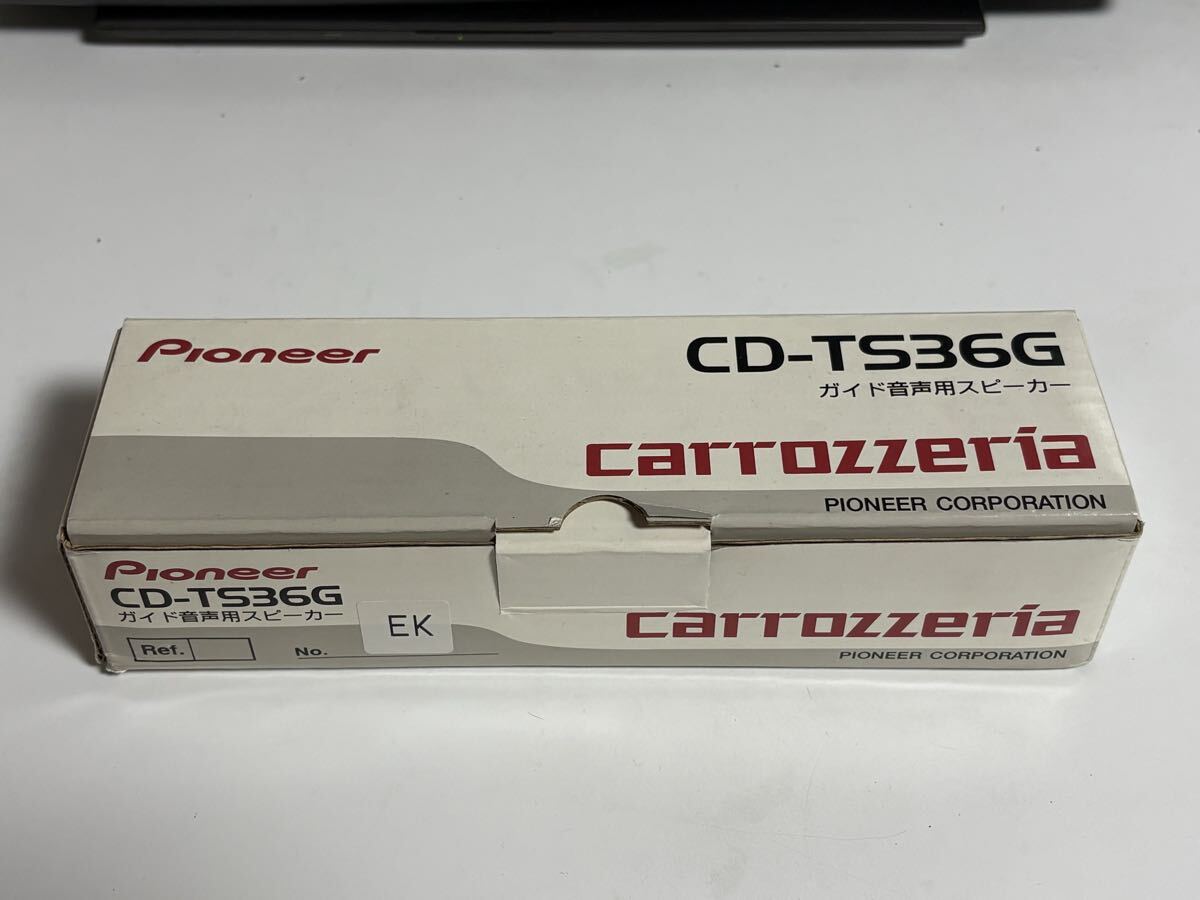 Pioneer
CD-TS36G
ガイド音声用スピーカー
carrozzeria
PIONEER CORPORATION
Pioneer
CD-TS36G
ガイド音声用スピーカー
EK
Ref.
No.
carrozzeria
PIONEER CORPORATION